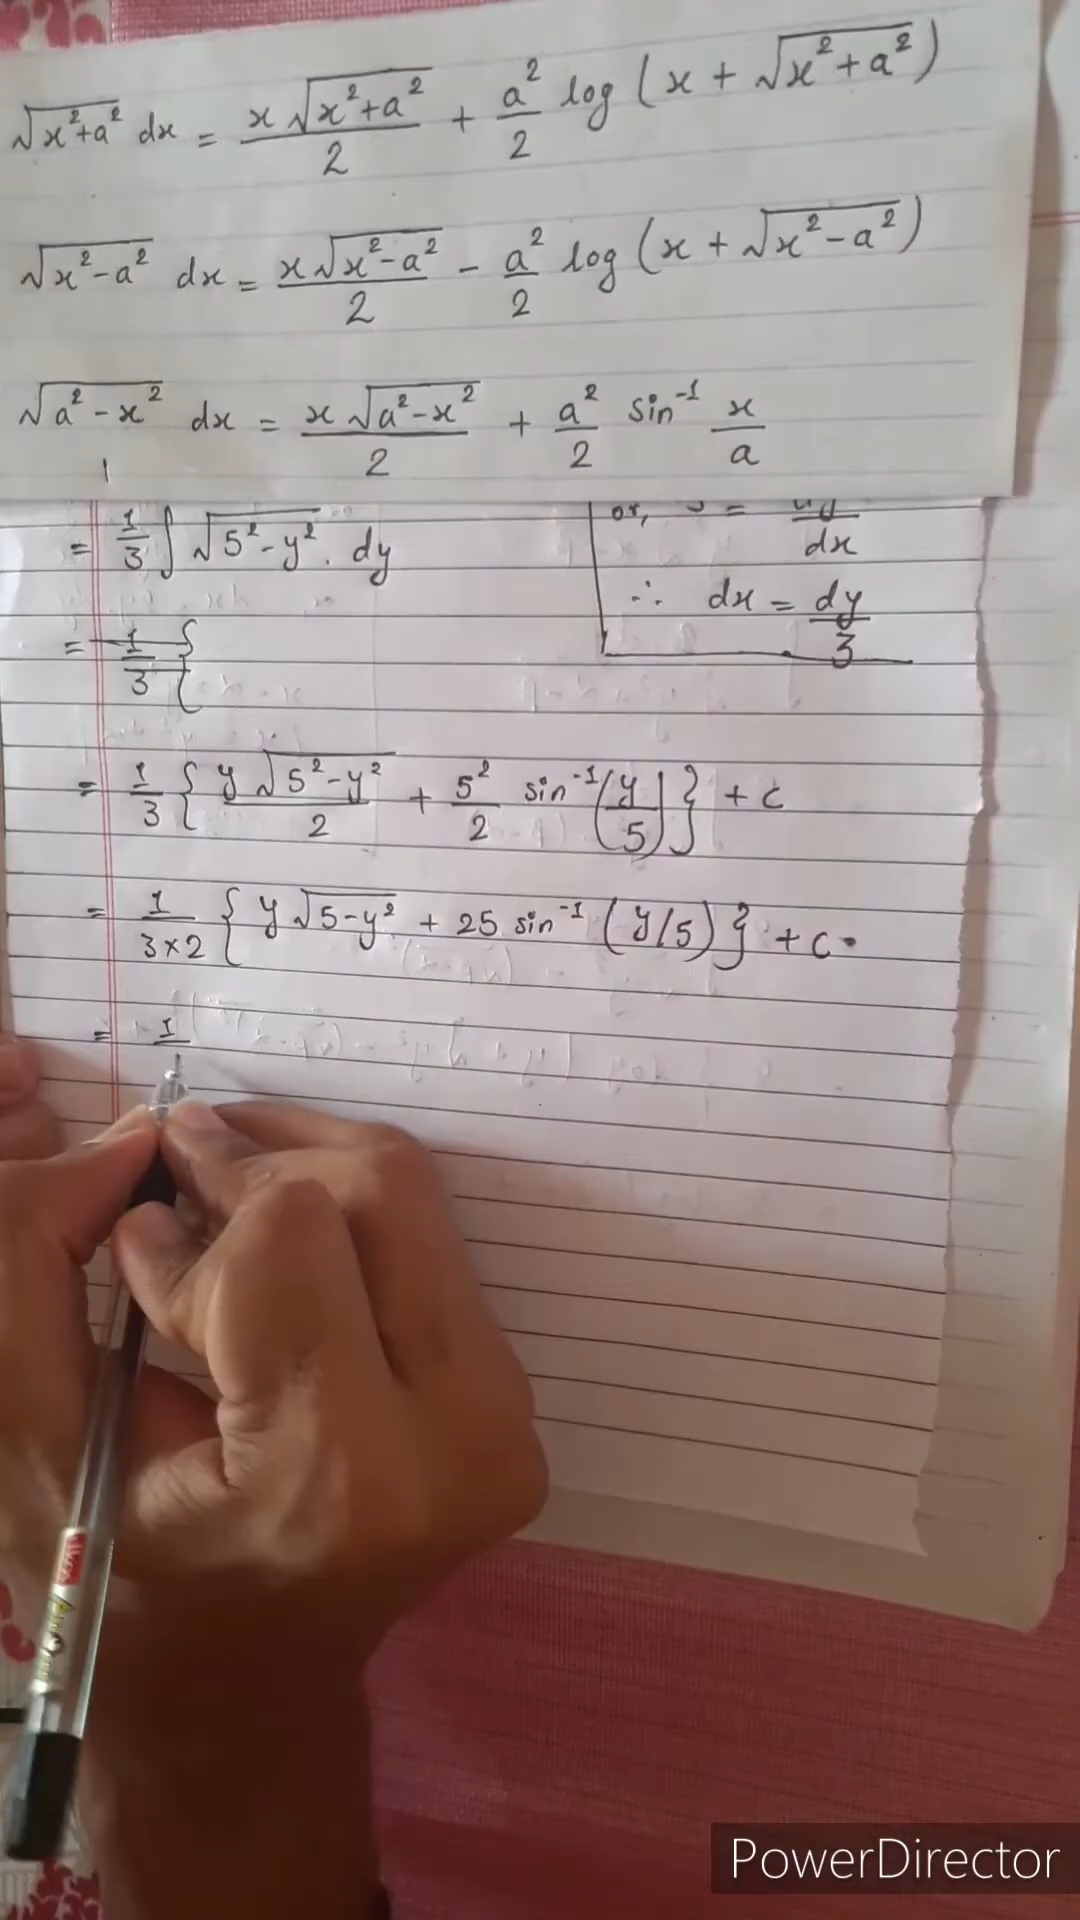 √x²+a² dx = x√x²+a²/2 + a²/2 log (x + √x²+a²)
√x²-a² dx = x√x²-a²/2 - a²/2 log (x + √x²-a²)
√a²-x² dx = x√a²-x²/2 + a²/2 sin⁻¹ x/a
= 1/3 ∫ √5²-y² . dy
or, = dx
∴ dx = dy/3
= 1/3 {
= 1/3 { y√5²-y²/2 + 5²/2 sin⁻¹ (y/5) } + c
= 1/3×2 { y√5-y² + 25 sin⁻¹ (y/5) } + c.
= 1
PowerDirector